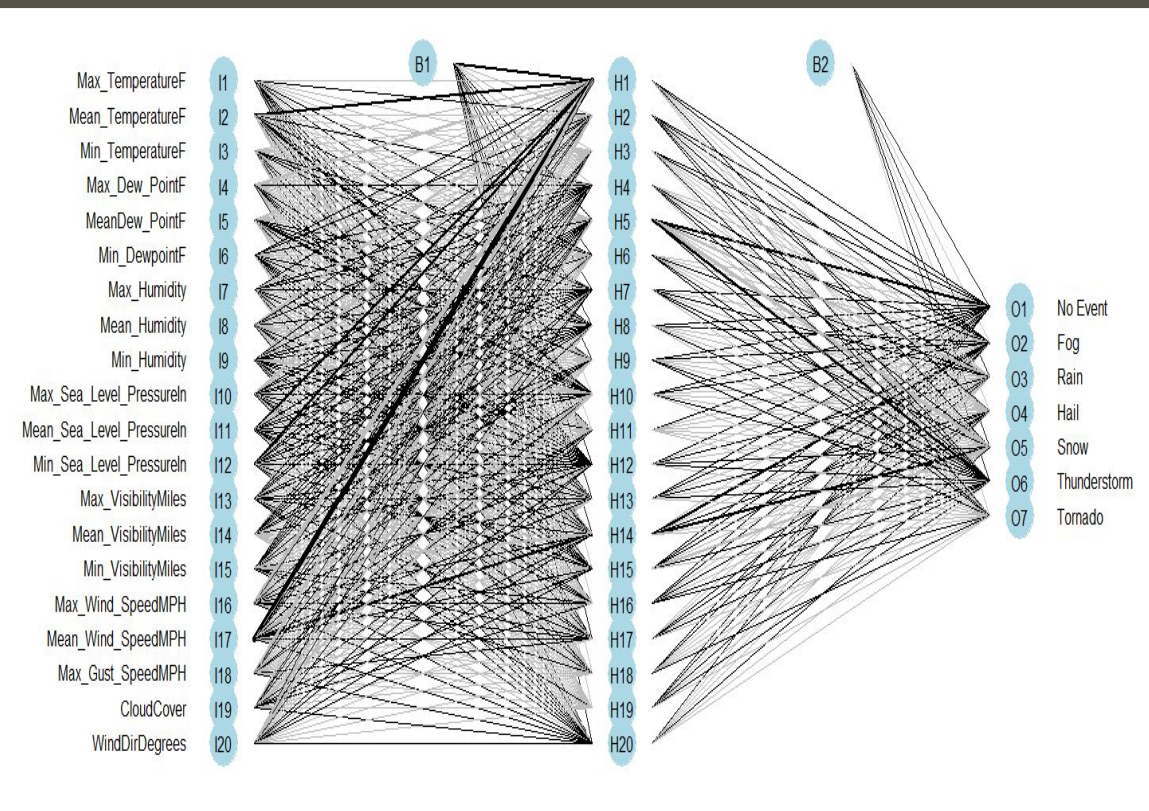 B1 B2
Max_TemperatureF I1 H1
Mean_TemperatureF I2 H2
Min_TemperatureF I3 H3
Max_Dew_PointF I4 H4
MeanDew_PointF I5 H5
Min_DewpointF I6 H6
Max_Humidity I7 H7
Mean_Humidity I8 H8
Min_Humidity I9 H9
Max_Sea_Level_PressureIn I10 H10
Mean_Sea_Level_PressureIn I11 H11
Min_Sea_Level_PressureIn I12 H12
Max_VisibilityMiles I13 H13
Mean_VisibilityMiles I14 H14
Min_VisibilityMiles I15 H15
Max_Wind_SpeedMPH I16 H16
Mean_Wind_SpeedMPH I17 H17
Max_Gust_SpeedMPH I18 H18
CloudCover I19 H19
WindDirDegrees I20 H20
O1 No Event
O2 Fog
O3 Rain
O4 Hail
O5 Snow
O6 Thunderstorm
O7 Tornado